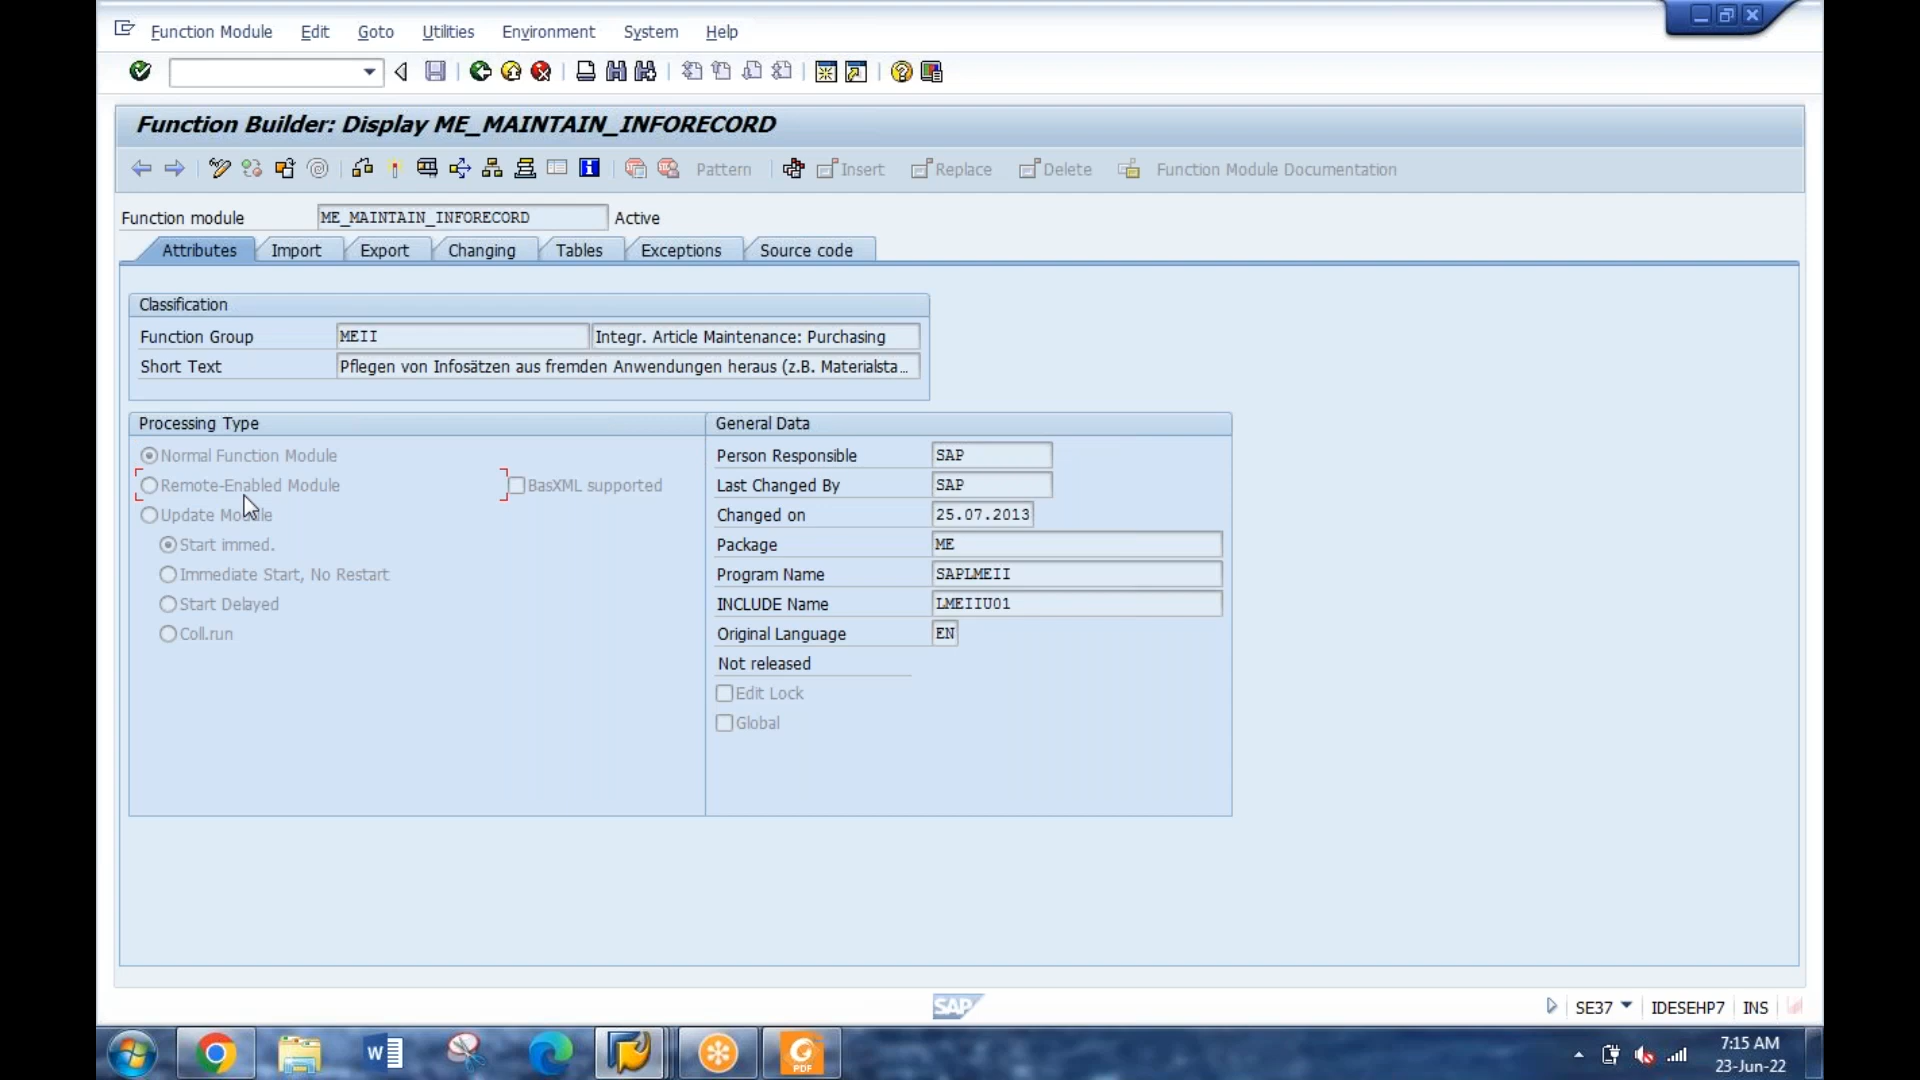 Function Module Edit Goto Utilities Environment System Help
Function Builder: Display ME_MAINTAIN_INFORECORD
Pattern Insert Replace Delete Function Module Documentation
Function module ME_MAINTAIN_INFORECORD Active
Attributes Import Export Changing Tables Exceptions Source code
Classification
Function Group MEII Integr. Article Maintenance: Purchasing
Short Text Pflegen von Infosätzen aus fremden Anwendungen heraus (z.B. Materialsta...
Processing Type
Normal Function Module
Remote-Enabled Module BasXML supported
Update Module
Start immed.
Immediate Start, No Restart
Start Delayed
Coll.run
General Data
Person Responsible SAP
Last Changed By SAP
Changed on 25.07.2013
Package ME
Program Name SAPLMEII
INCLUDE Name LMEIIU01
Original Language EN
Not released
Edit Lock
Global
SAP SE37 IDESEHP7 INS
W PDF
7:15 AM
23-Jun-22